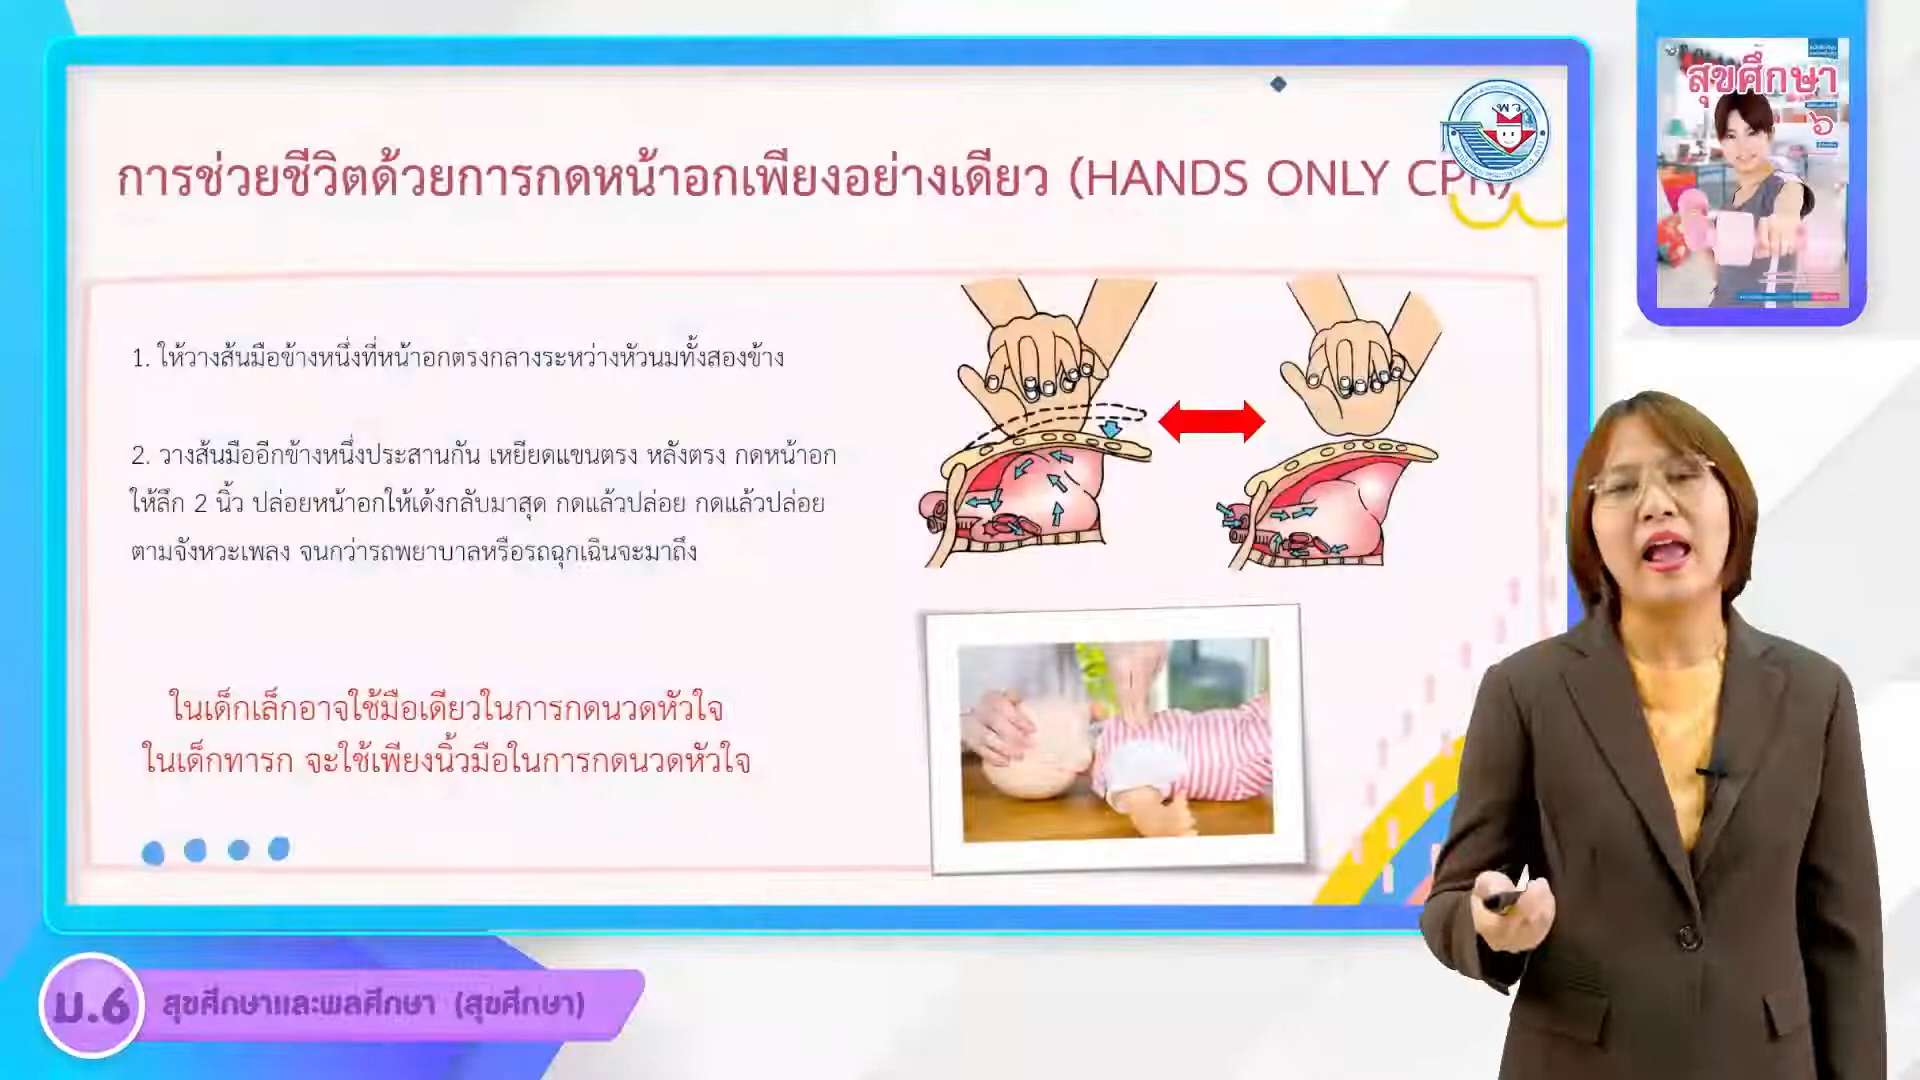 การช่วยชีวิตด้วยการกดหน้าอกเพียงอย่างเดียว (HANDS ONLY CPR)
พว
สุขศึกษา
๖
1. ให้วางส้นมือข้างหนึ่งที่หน้าอกตรงกลางระหว่างหัวนมทั้งสองข้าง
2. วางส้นมืออีกข้างหนึ่งประสานกัน เหยียดแขนตรง หลังตรง กดหน้าอก
ให้ลึก 2 นิ้ว ปล่อยหน้าอกให้เด้งกลับมาสุด กดแล้วปล่อย กดแล้วปล่อย
ตามจังหวะเพลง จนกว่ารถพยาบาลหรือรถฉุกเฉินจะมาถึง
ในเด็กเล็กอาจใช้มือเดียวในการกดนวดหัวใจ
ในเด็กทารก จะใช้เพียงนิ้วมือในการกดนวดหัวใจ
ม.6
สุขศึกษาและพลศึกษา (สุขศึกษา)